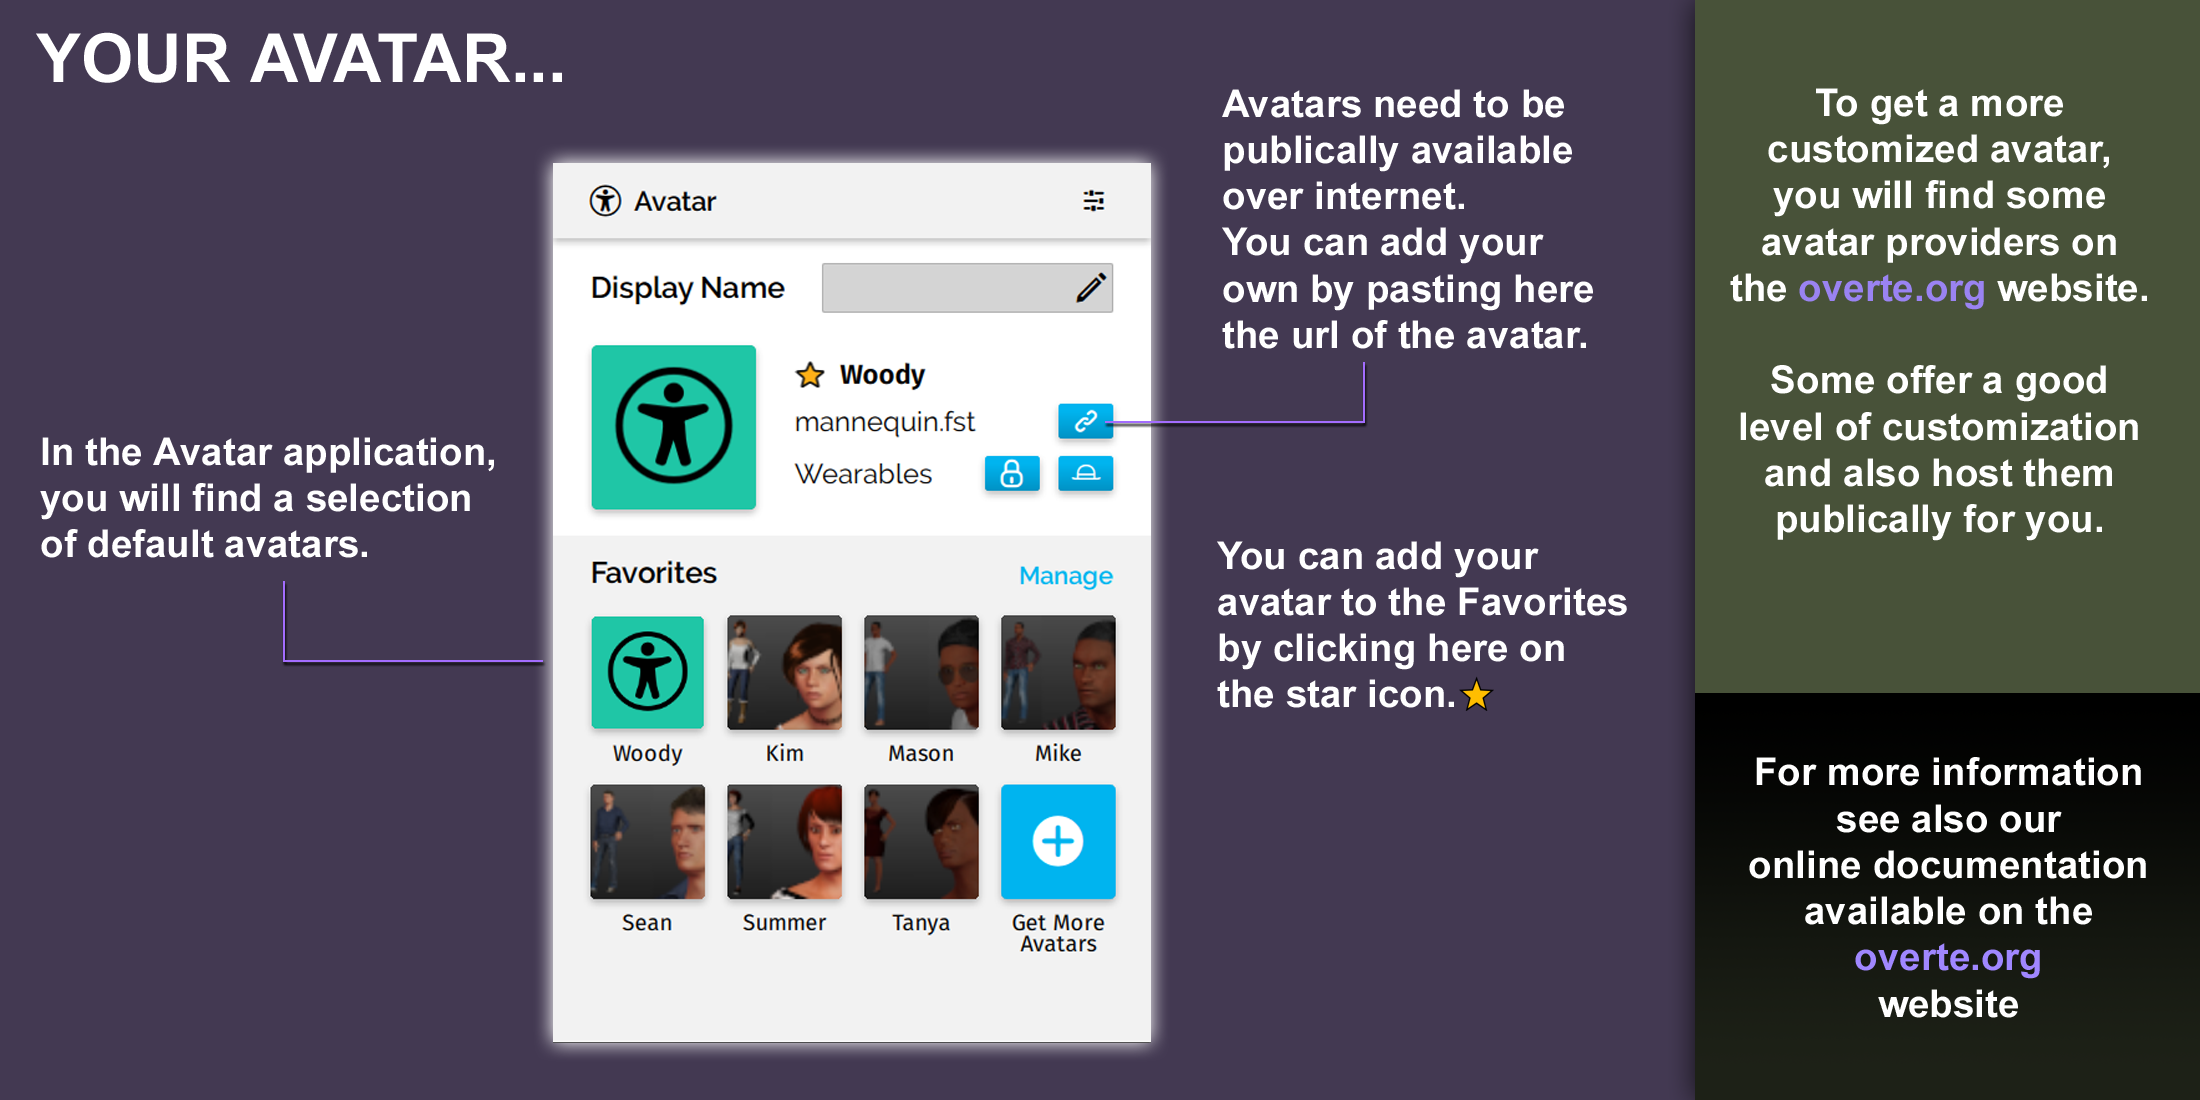 YOUR AVATAR...
In the Avatar application,
you will find a selection
of default avatars.
Avatar
Display Name
Woody
mannequin.fst
Wearables
Favorites
Manage
Woody
Kim
Mason
Mike
Sean
Summer
Tanya
Get More
Avatars
Avatars need to be
publically available
over internet.
You can add your
own by pasting here
the url of the avatar.
You can add your
avatar to the Favorites
by clicking here on
the star icon.
To get a more
customized avatar,
you will find some
avatar providers on
the overte.org website.
Some offer a good
level of customization
and also host them
publically for you.
For more information
see also our
online documentation
available on the
overte.org
website